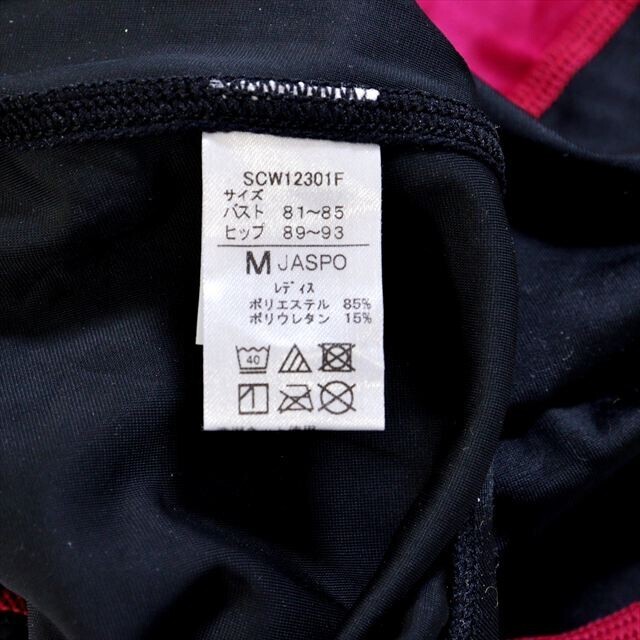 SCW12301F
サイズ
バスト 81~85
ヒップ 89~93
M JASPO
レディス
ポリエステル 85%
ポリウレタン 15%
40